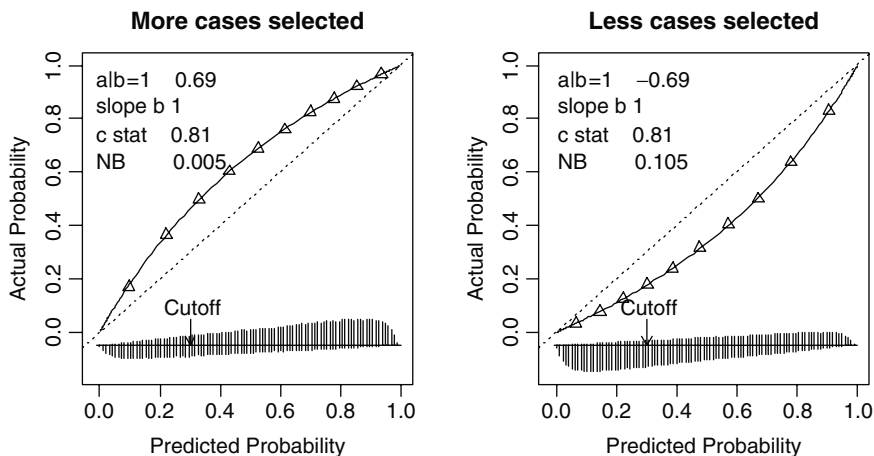 More cases selected
alb=1 0.69
slope b 1
c stat 0.81
NB 0.005
Cutoff
Actual Probability
0.0 0.2 0.4 0.6 0.8 1.0
0.0 0.2 0.4 0.6 0.8 1.0
Predicted Probability
Less cases selected
alb=1 −0.69
slope b 1
c stat 0.81
NB 0.105
Cutoff
Actual Probability
0.0 0.2 0.4 0.6 0.8 1.0
0.0 0.2 0.4 0.6 0.8 1.0
Predicted Probability